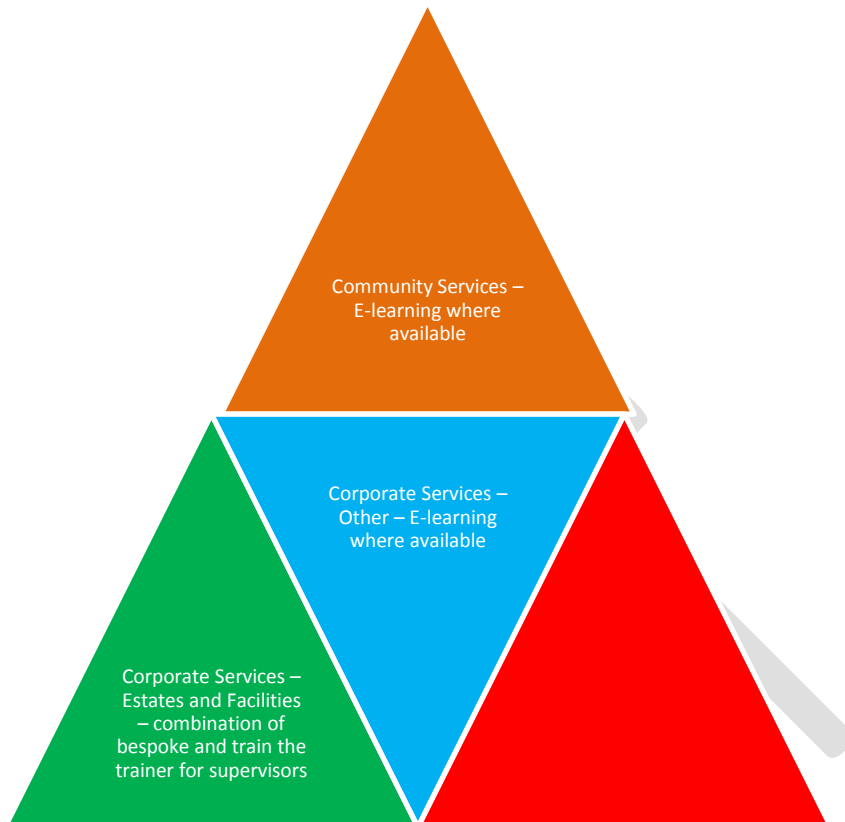 Community Services –
E-learning where
available
Corporate Services –
Other – E-learning
where available
Corporate Services –
Estates and Facilities
– combination of
bespoke and train the
trainer for supervisors